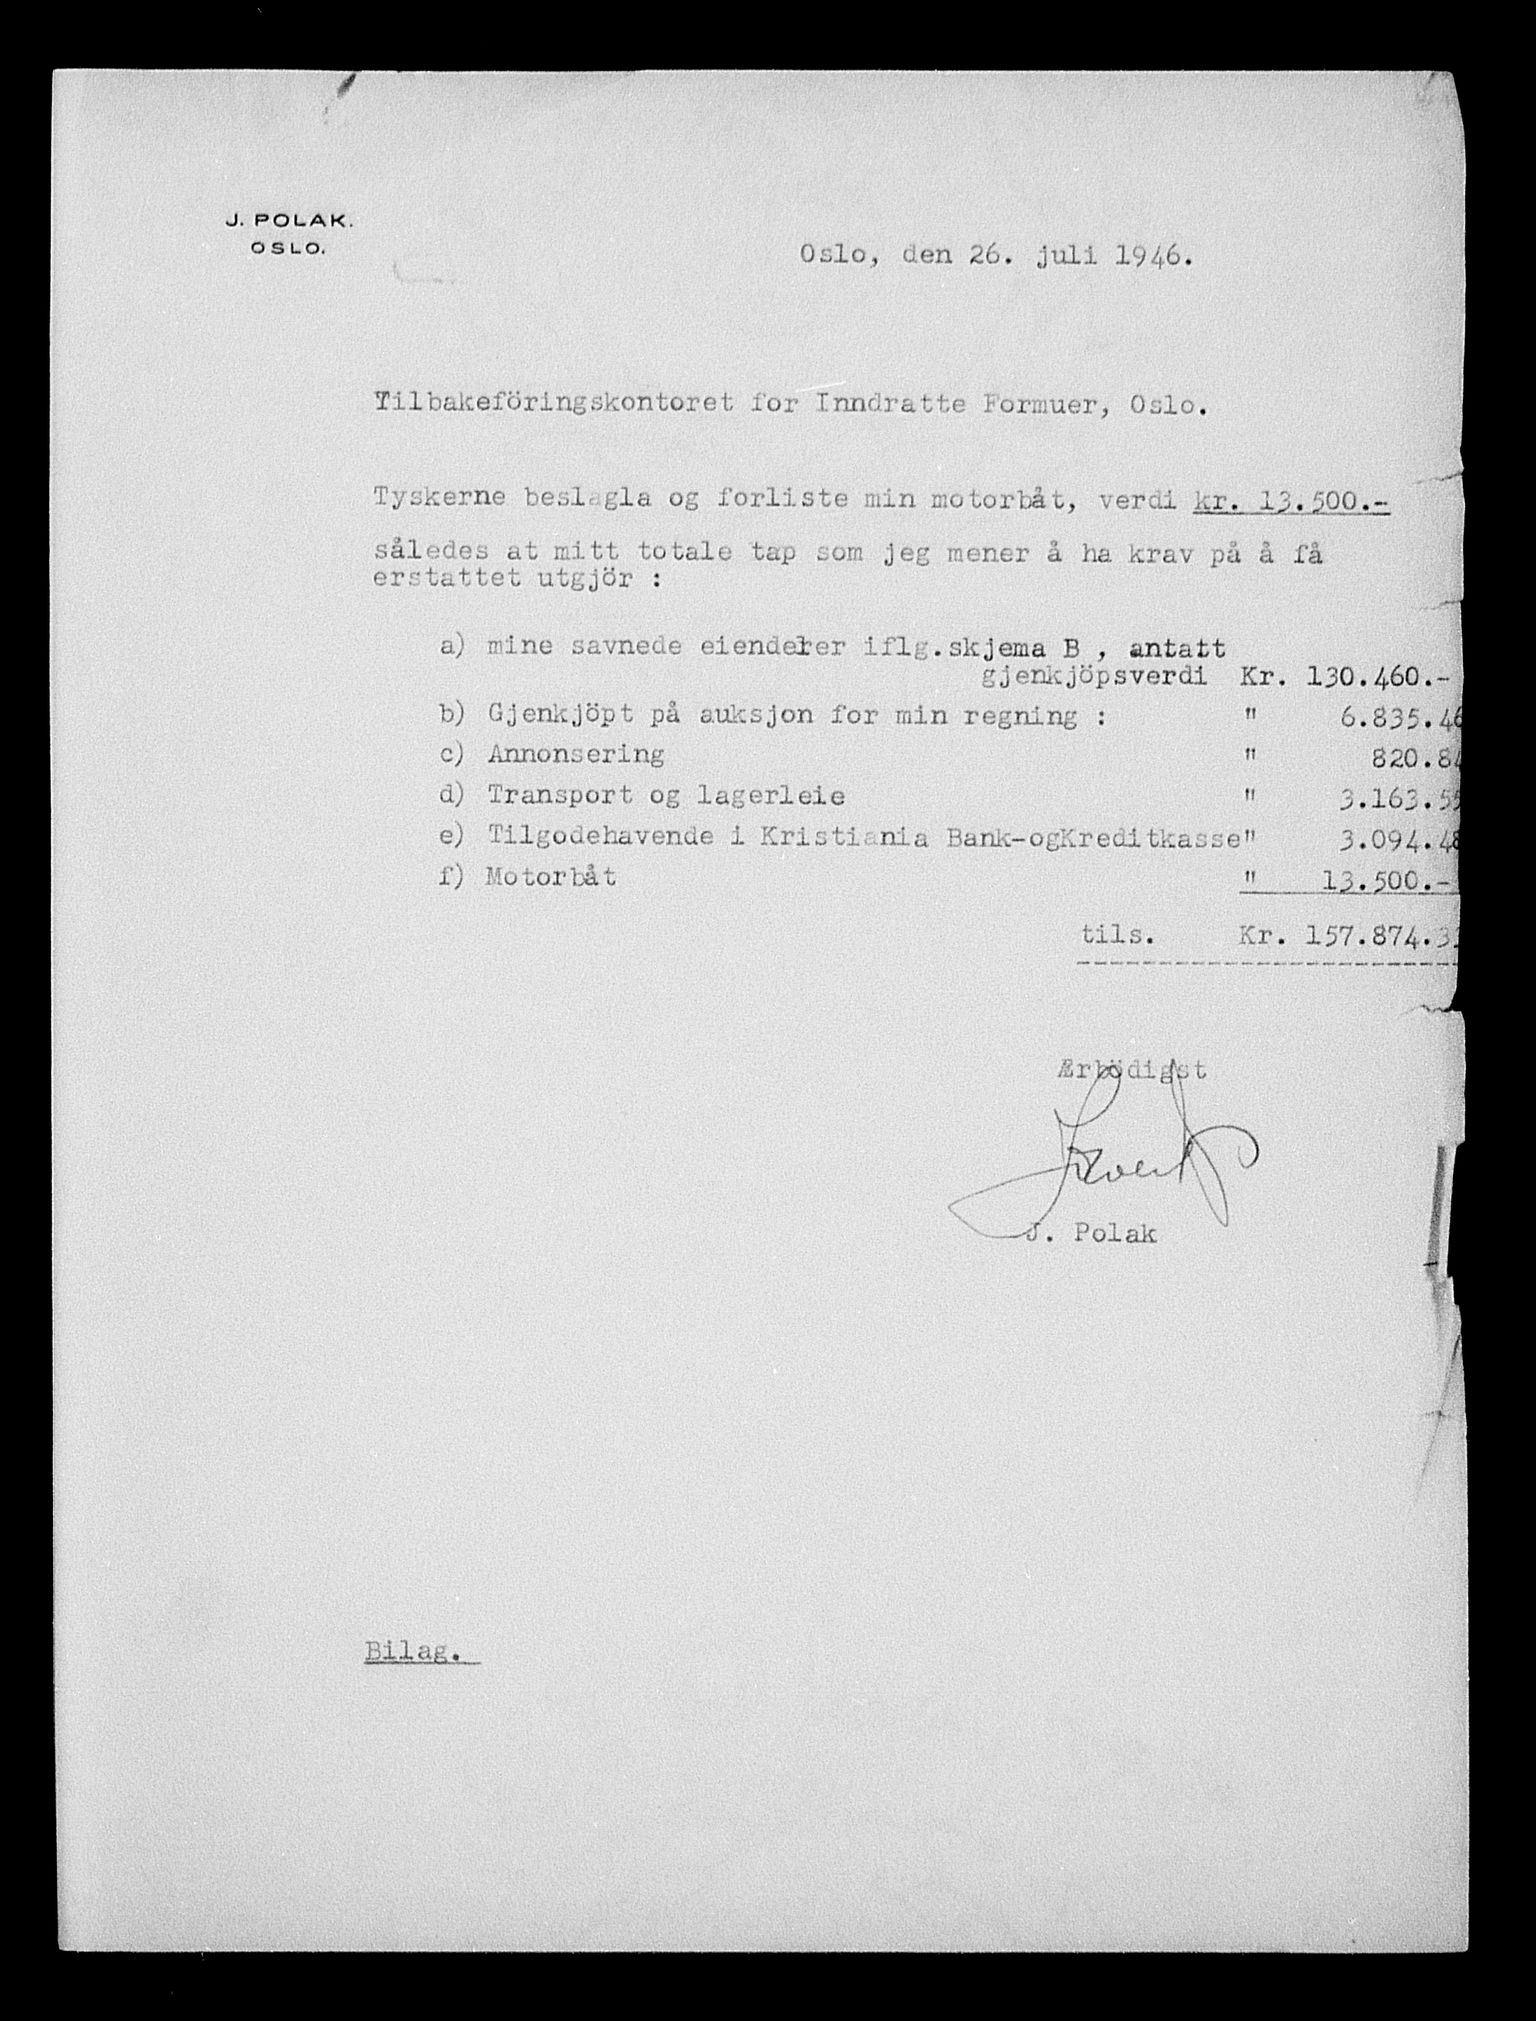 J. POLAK.
OSLO.
Oslo, den 26. juli 1946.
Tilbakeföringskontoret for Inndratte Formuer, Oslo.
Tyskerne beslagla og forliste min motorbåt, verdi kr. 13.500.-
således at mitt totale tap som jeg mener å ha krav på å få
erstattet utgjör :
a) mine savnede eiendeler iflg.skjema B , antatt
gjenkjöpsverdi Kr. 130.460.-
b) Gjenkjöpt på auksjon for min regning : " 6.835.46
c) Annonsering " 820.84
d) Transport og lagerleie " 3.163.55
e) Tilgodehavende i Kristiania Bank-ogKreditkasse" 3.094.48
f) Motorbåt " 13.500.-
tils. Kr. 157.874.33
Ærbödigst
J. Polak
Bilag.